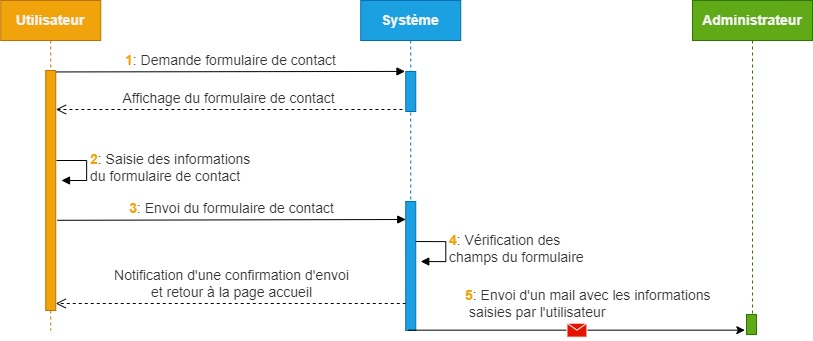 Utilisateur
Système
Administrateur
1: Demande formulaire de contact
Affichage du formulaire de contact
2: Saisie des informations
du formulaire de contact
3: Envoi du formulaire de contact
4: Vérification des
champs du formulaire
Notification d'une confirmation d'envoi
et retour à la page accueil
5: Envoi d'un mail avec les informations
saisies par l'utilisateur